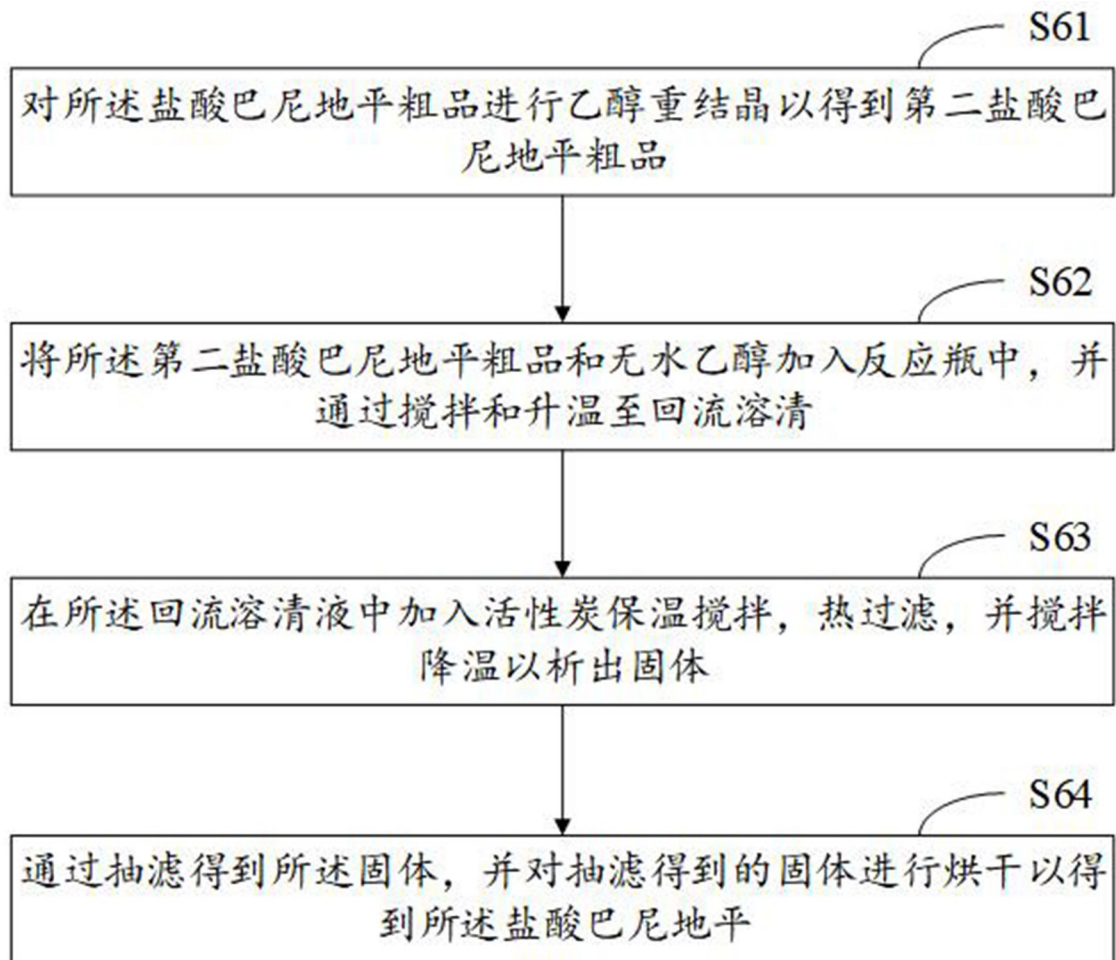 S61
对所述盐酸巴尼地平粗品进行乙醇重结晶以得到第二盐酸巴
尼地平粗品
S62
将所述第二盐酸巴尼地平粗品和无水乙醇加入反应瓶中，并
通过搅拌和升温至回流溶清
S63
在所述回流溶清液中加入活性炭保温搅拌，热过滤，并搅拌
降温以析出固体
S64
通过抽滤得到所述固体，并对抽滤得到的固体进行烘干以得
到所述盐酸巴尼地平